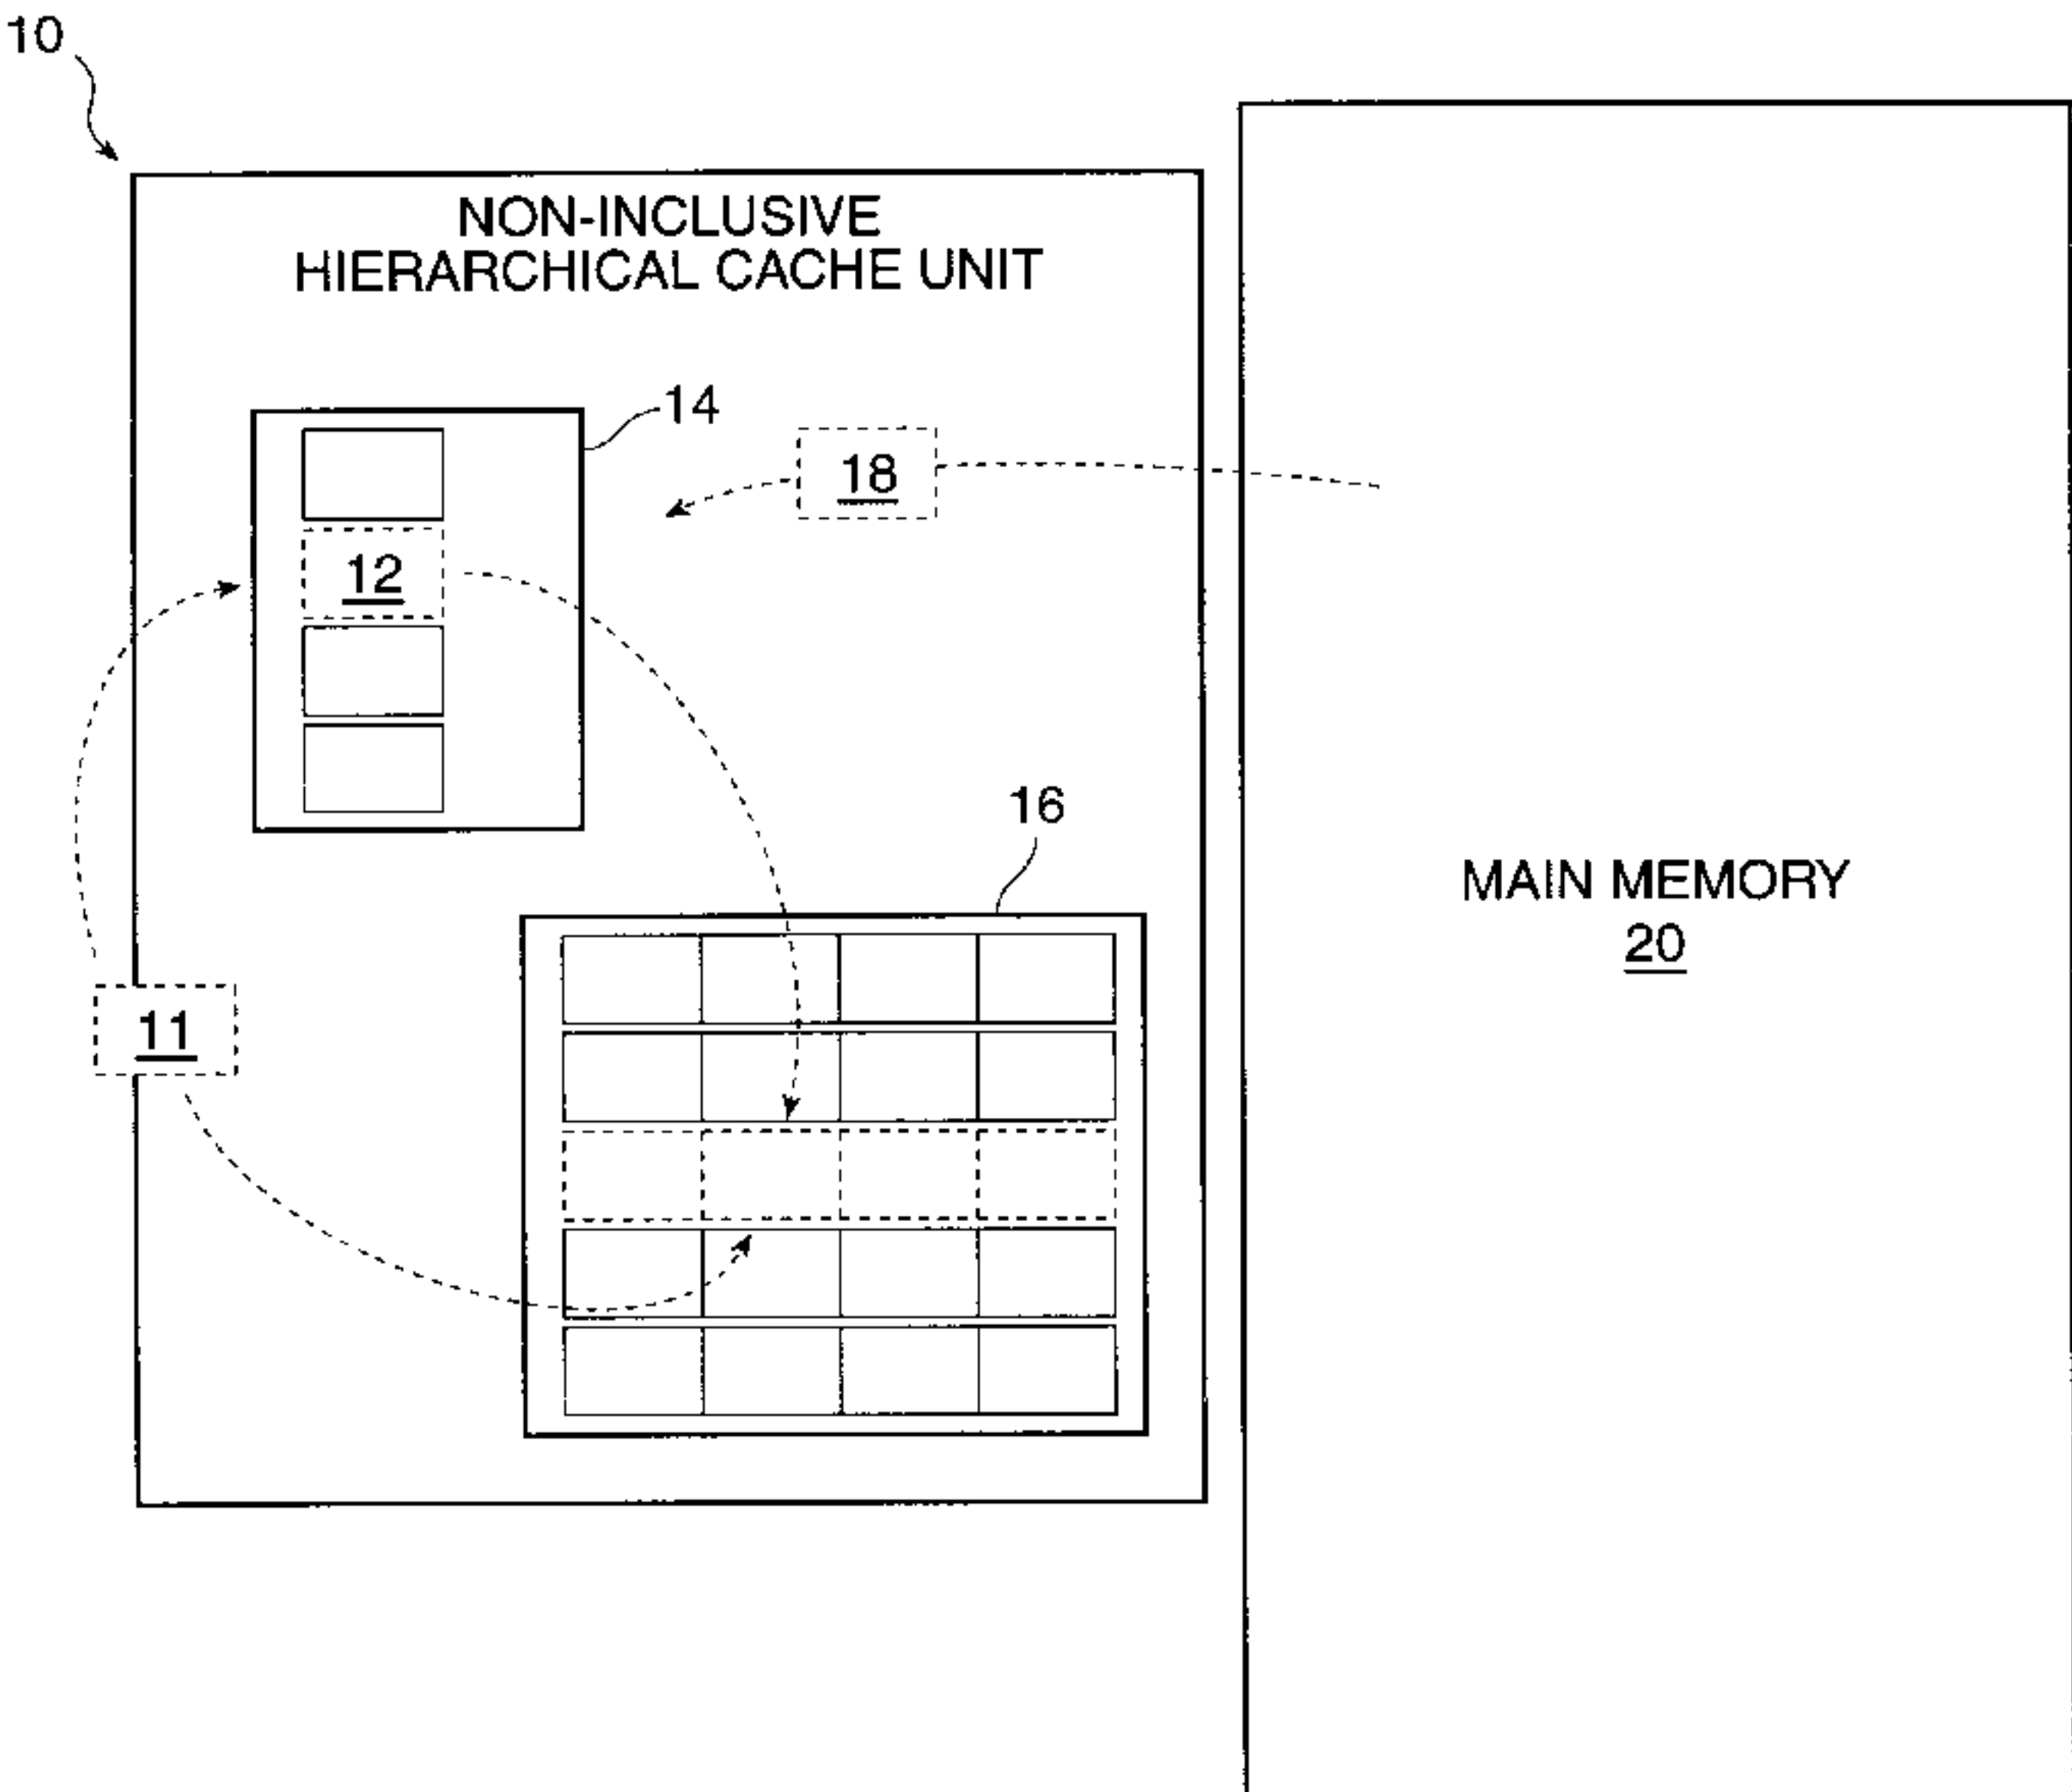 10
NON-INCLUSIVE
HIERARCHICAL CACHE UNIT
14
18
12
16
MAIN MEMORY
20
11